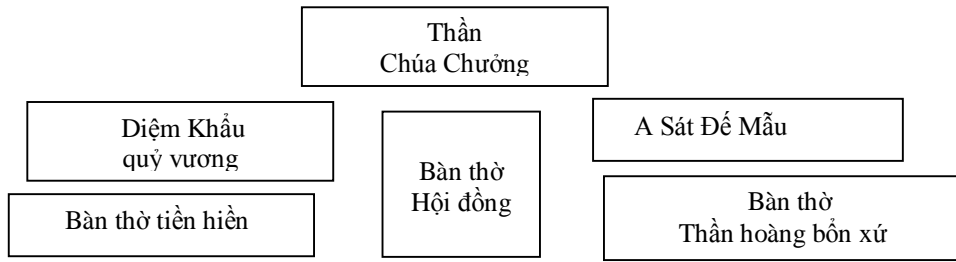 Thần
Chúa Chưởng
Diệm Khẩu
quỷ vương
A Sát Đế Mẫu
Bàn thờ
Hội đồng
Bàn thờ tiền hiền
Bàn thờ
Thần hoàng bổn xứ